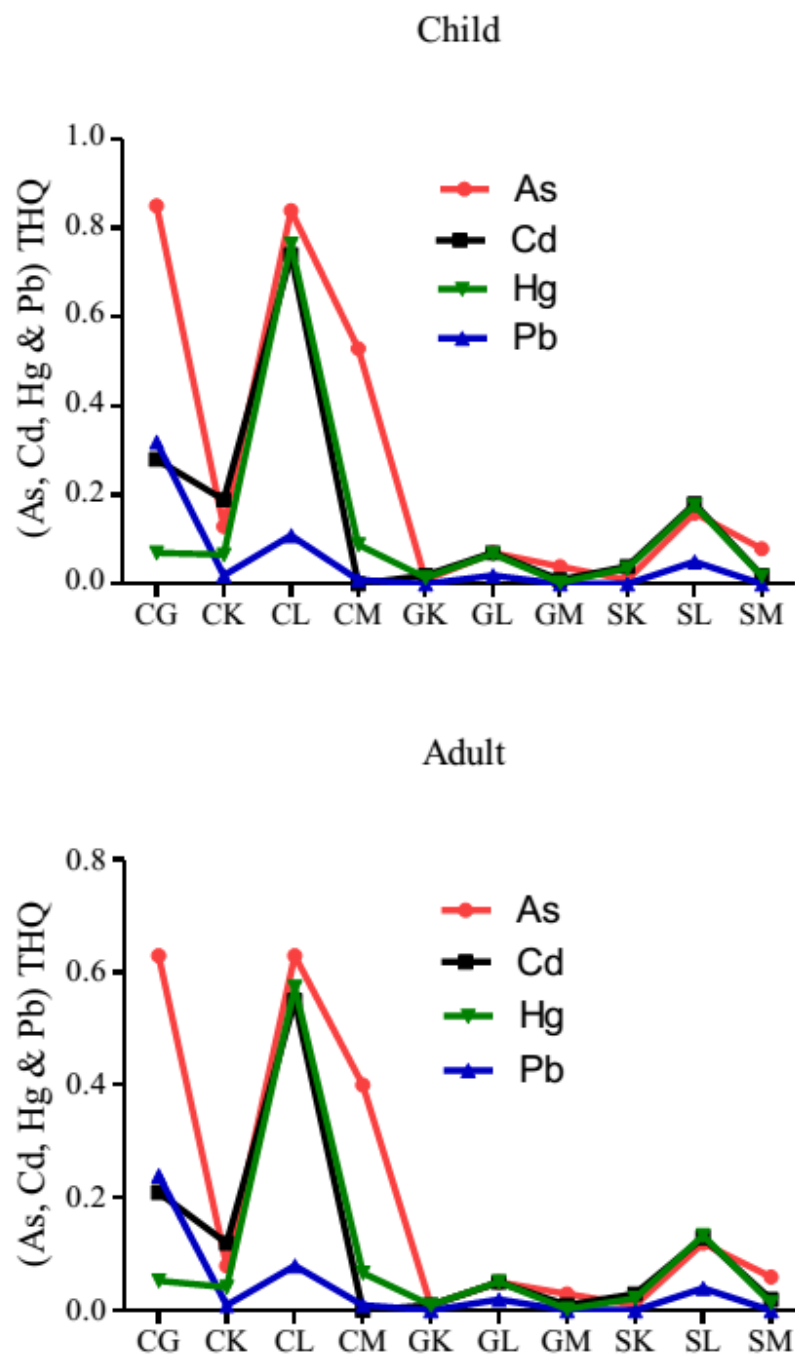 Child
(As, Cd, Hg & Pb) THQ
1.0
0.8
0.6
0.4
0.2
0.0
As
Cd
Hg
Pb
CG CK CL CM GK GL GM SK SL SM
Adult
(As, Cd, Hg & Pb) THQ
0.8
0.6
0.4
0.2
0.0
As
Cd
Hg
Pb
CG CK CL CM GK GL GM SK SL SM